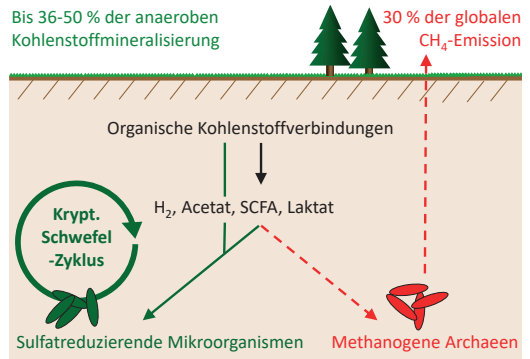 Bis 36-50 % der anaeroben
Kohlenstoffmineralisierung
30 % der globalen
CH₄-Emission
Organische Kohlenstoffverbindungen
H₂, Acetat, SCFA, Laktat
Krypt.
Schwefel
-Zyklus
Sulfatreduzierende Mikroorganismen
Methanogene Archaeen